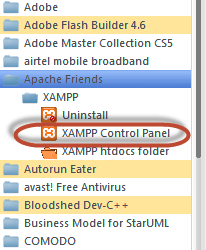 Adobe
Adobe Flash Builder 4.6
Adobe Master Collection CS5
airtel mobile broadband
Apache Friends
XAMPP
Uninstall
XAMPP Control Panel
XAMPP htdocs folder
Autorun Eater
avast! Free Antivirus
Bloodshed Dev-C++
Business Model for StarUML
COMODO